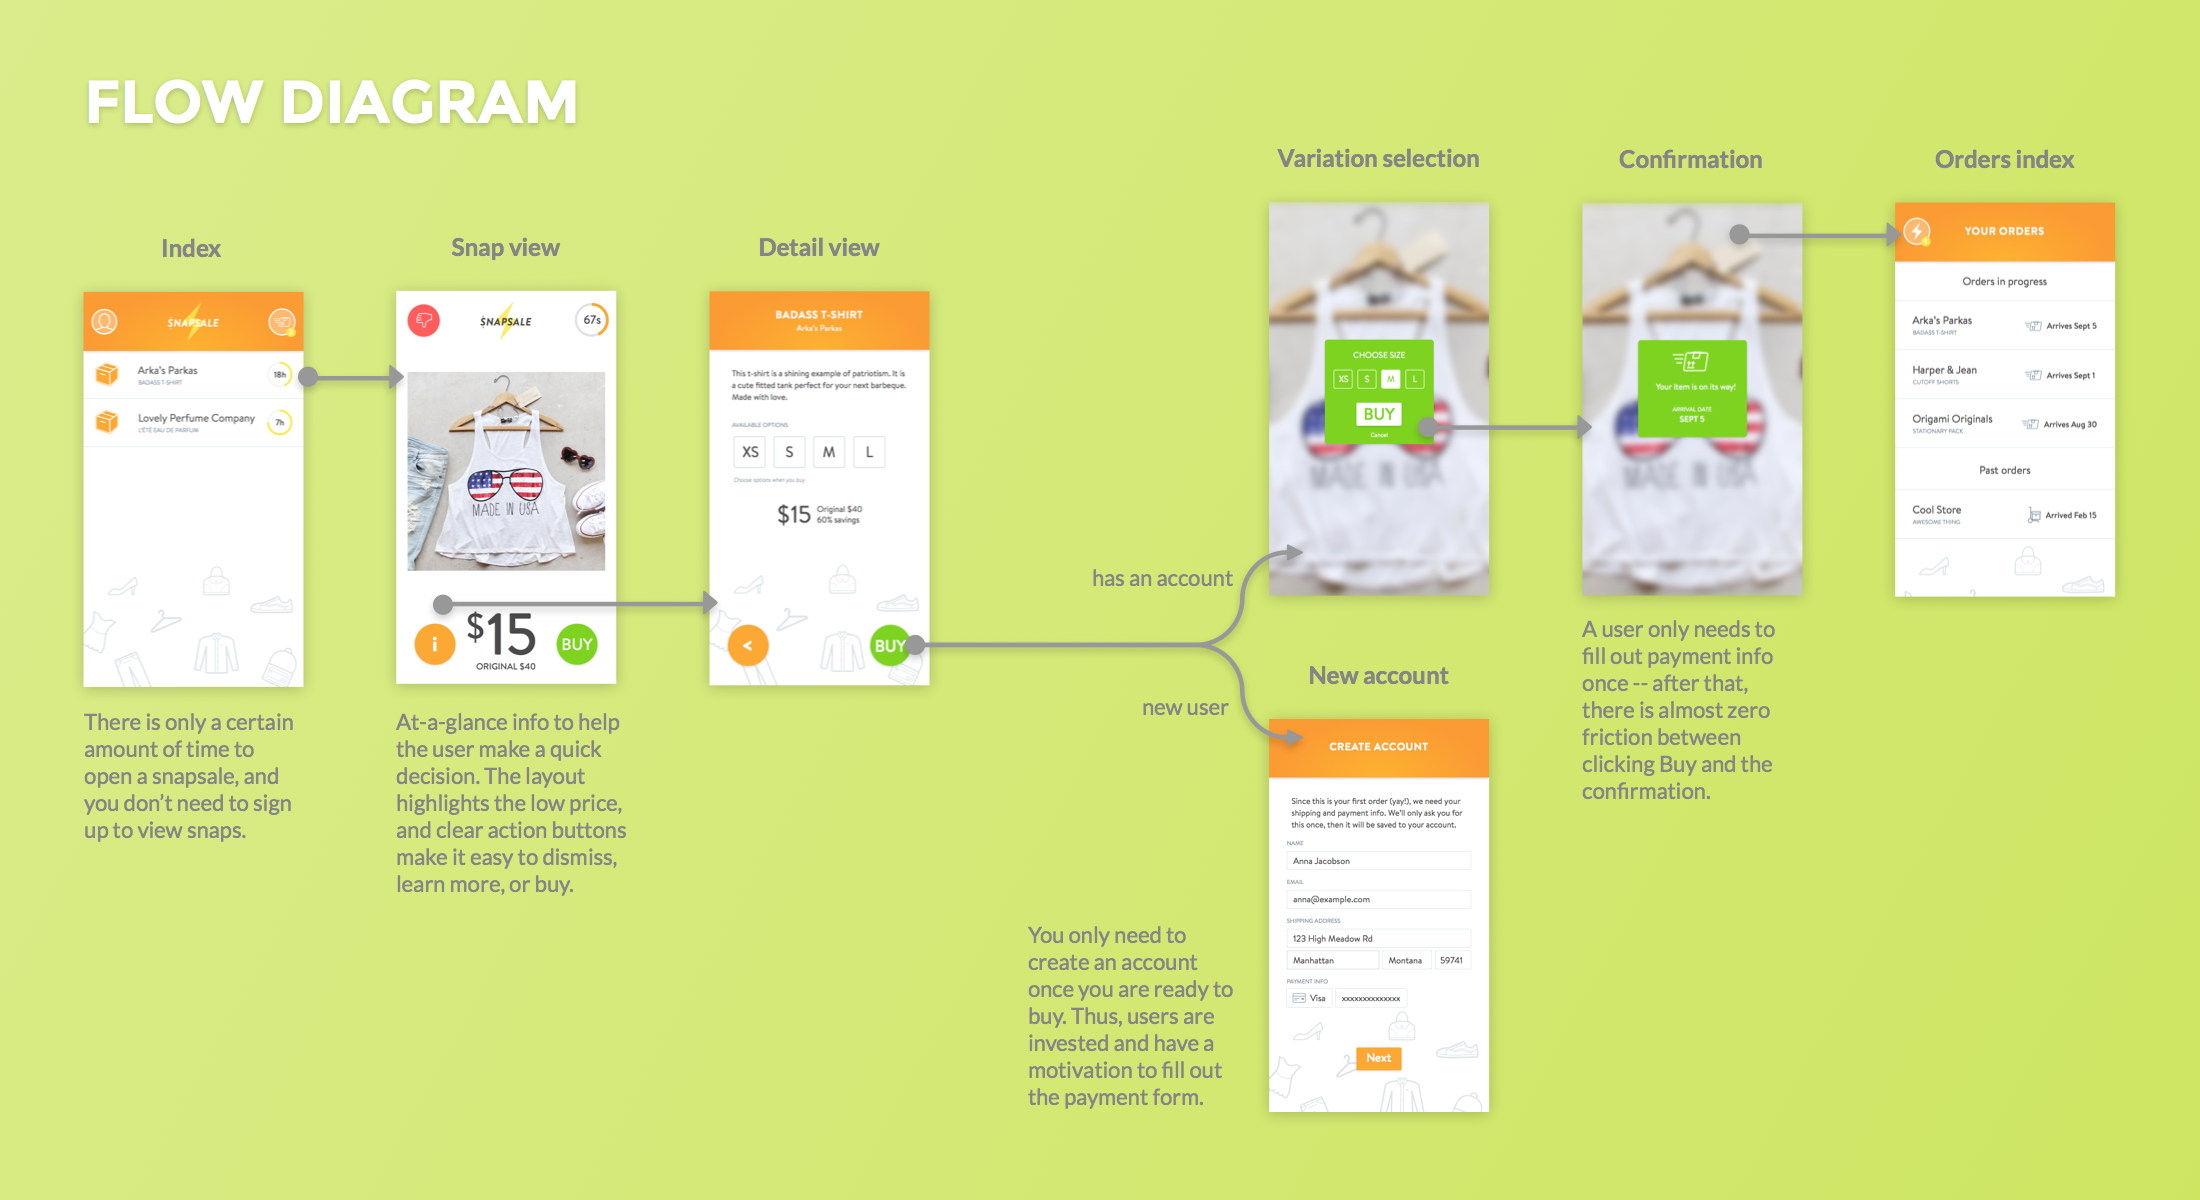 FLOW DIAGRAM
Index
SNAPSALE
Arka's Parkas
BADASS T-SHIRT
18h
Lovely Perfume Company
L'ÉTÉ EAU DE PARFUM
7h
There is only a certain
amount of time to
open a snapsale, and
you don't need to sign
up to view snaps.
Snap view
SNAPSALE
67s
MADE IN USA
i
$15
ORIGINAL $40
BUY
At-a-glance info to help
the user make a quick
decision. The layout
highlights the low price,
and clear action buttons
make it easy to dismiss,
learn more, or buy.
Detail view
BADASS T-SHIRT
Arka's Parkas
This t-shirt is a shining example of patriotism. It is
a cute fitted tank perfect for your next barbeque.
Made with love.
AVAILABLE OPTIONS
XS S M L
Choose options when you buy
$15 Original $40
60% savings
<
BUY
has an account
new user
Variation selection
CHOOSE SIZE
XS S M L
BUY
Cancel
MADE IN USA
New account
CREATE ACCOUNT
Since this is your first order (yay!), we need your
shipping and payment info. We'll only ask you for
this once, then it will be saved to your account.
NAME
Anna Jacobson
EMAIL
anna@example.com
SHIPPING ADDRESS
123 High Meadow Rd
Manhattan Montana 59741
PAYMENT INFO
Visa xxxxxxxxxxxxxx
Next
You only need to
create an account
once you are ready to
buy. Thus, users are
invested and have a
motivation to fill out
the payment form.
Confirmation
Your item is on its way!
ARRIVAL DATE
SEPT 5
MADE IN USA
A user only needs to
fill out payment info
once -- after that,
there is almost zero
friction between
clicking Buy and the
confirmation.
Orders index
YOUR ORDERS
Orders in progress
Arka's Parkas
BADASS T-SHIRT
Arrives Sept 5
Harper & Jean
CUTOFF SHORTS
Arrives Sept 1
Origami Originals
STATIONARY PACK
Arrives Aug 30
Past orders
Cool Store
AWESOME THING
Arrived Feb 15